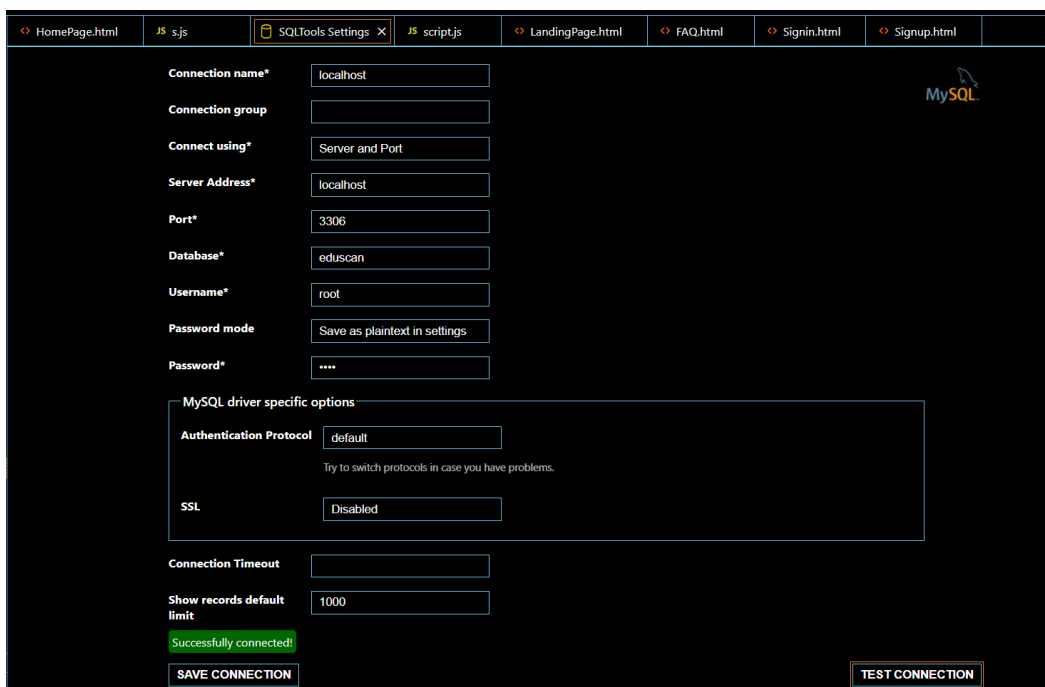 HomePage.html JS s.js SQLTools Settings JS script.js LandingPage.html FAQ.html Signin.html Signup.html
Connection name* localhost
MySQL
Connection group
Connect using* Server and Port
Server Address* localhost
Port* 3306
Database* eduscan
Username* root
Password mode Save as plaintext in settings
Password* ••••
MySQL driver specific options
Authentication Protocol default
Try to switch protocols in case you have problems.
SSL Disabled
Connection Timeout
Show records default 1000
limit
Successfully connected!
SAVE CONNECTION TEST CONNECTION